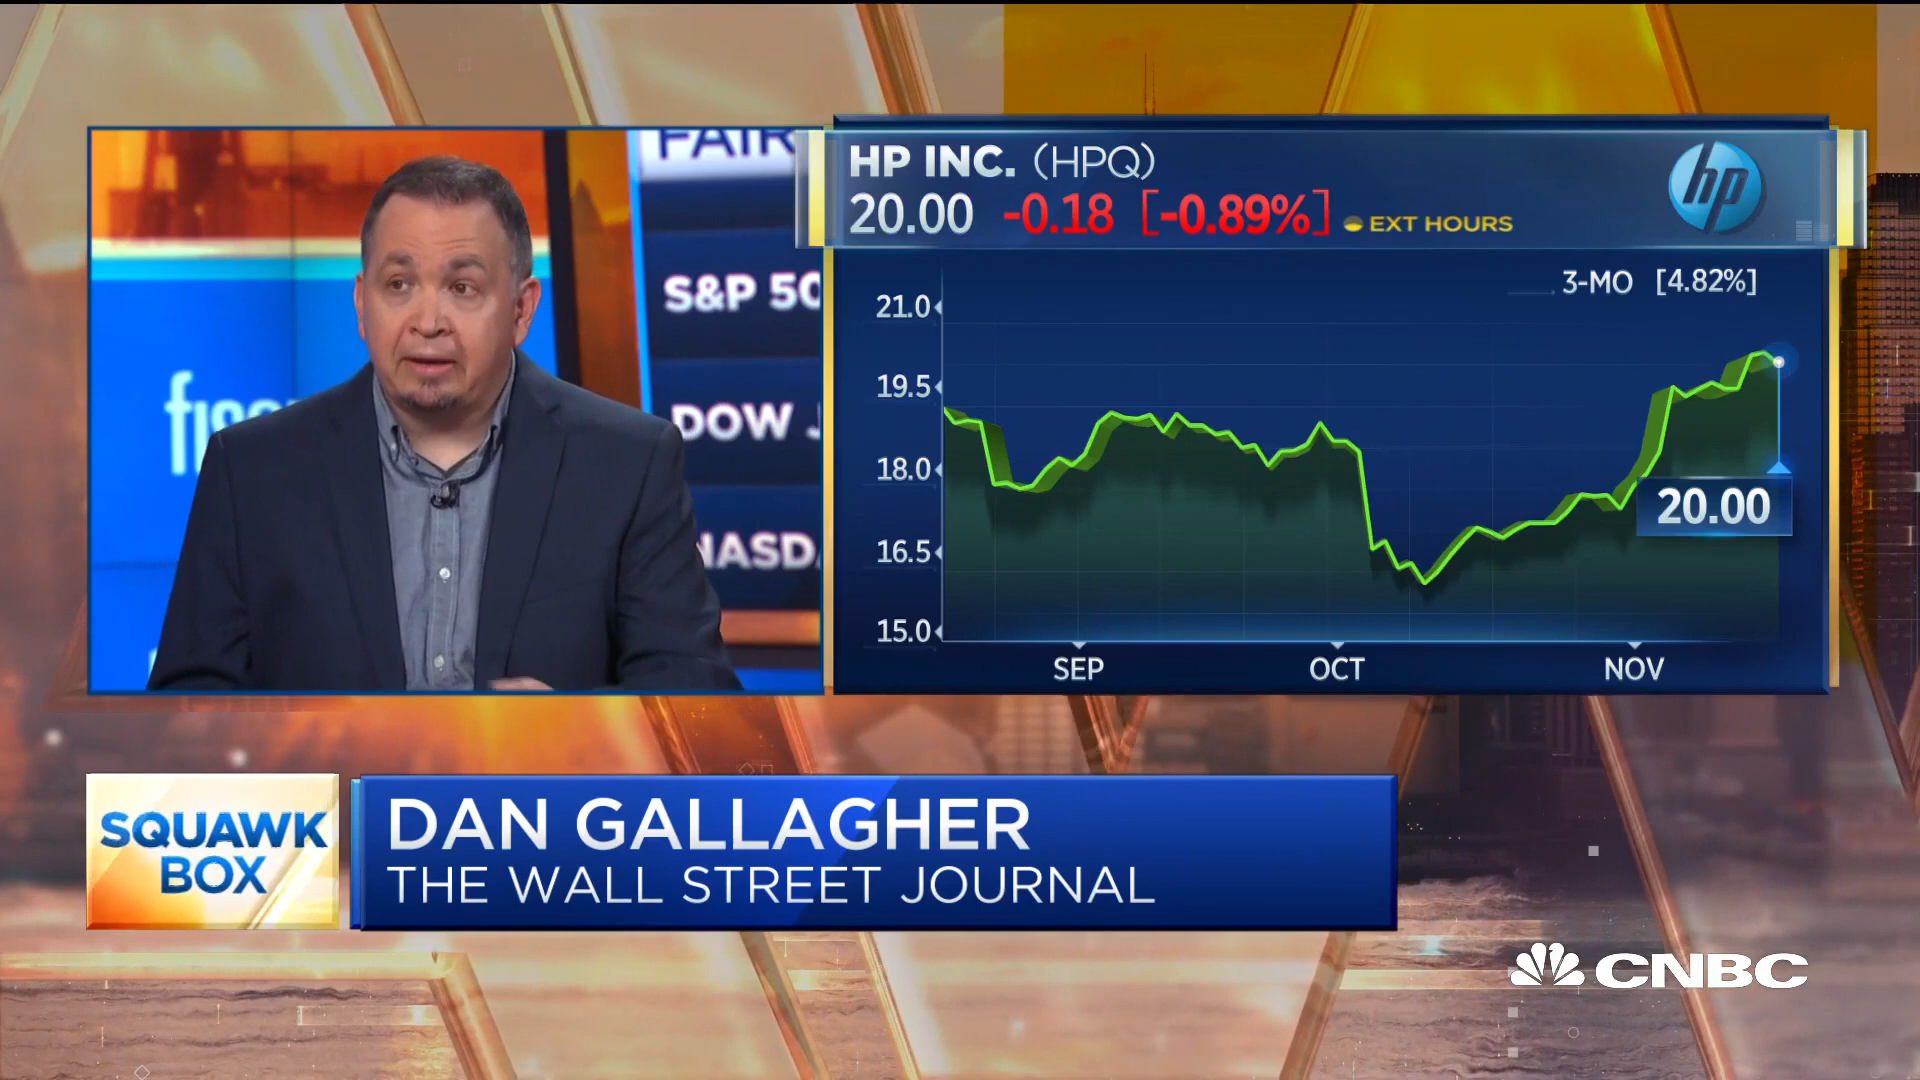 FAIR
S&P 50
DOW J
NASDA
HP INC. (HPQ)
20.00 -0.18 [-0.89%] EXT HOURS
hp
3-MO [4.82%]
21.0
19.5
18.0
16.5
15.0
20.00
SEP OCT NOV
SQUAWK
BOX
DAN GALLAGHER
THE WALL STREET JOURNAL
CNBC